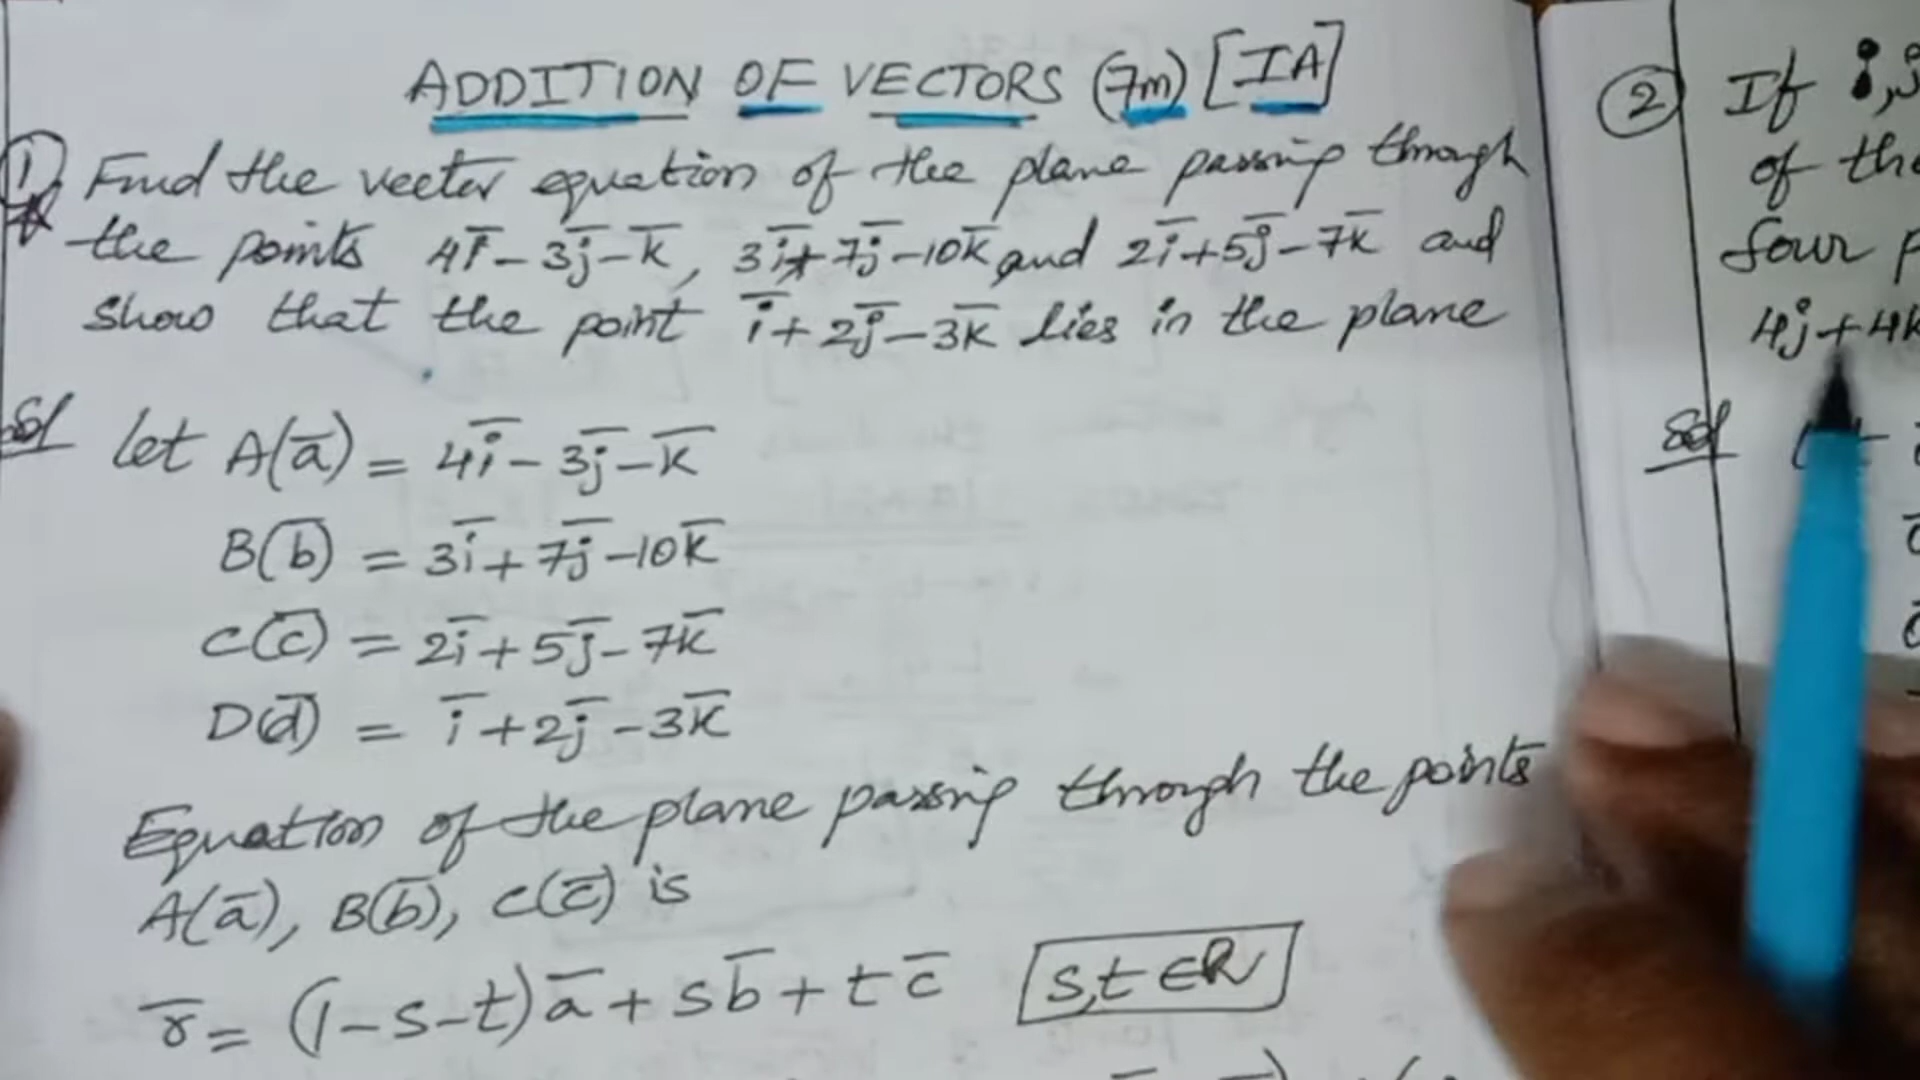 ADDITION OF VECTORS (7m) [IA]
① Find the vector equation of the plane passing through
the points 4i̅ - 3j̅ - k̅, 3i̅ + 7j̅ - 10k̅ and 2i̅ + 5j̅ - 7k̅ and
show that the point i̅ + 2j̅ - 3k̅ lies in the plane
Sol Let A(a̅) = 4i̅ - 3j̅ - k̅
B(b̅) = 3i̅ + 7j̅ - 10k̅
C(c̅) = 2i̅ + 5j̅ - 7k̅
D(d̅) = i̅ + 2j̅ - 3k̅
Equation of the plane passing through the points
A(a̅), B(b̅), C(c̅) is
r̅ = (1-s-t)a̅ + sb̅ + tc̅ s,t∈R
② If i, j
of the
four
4j + 4k
Sol